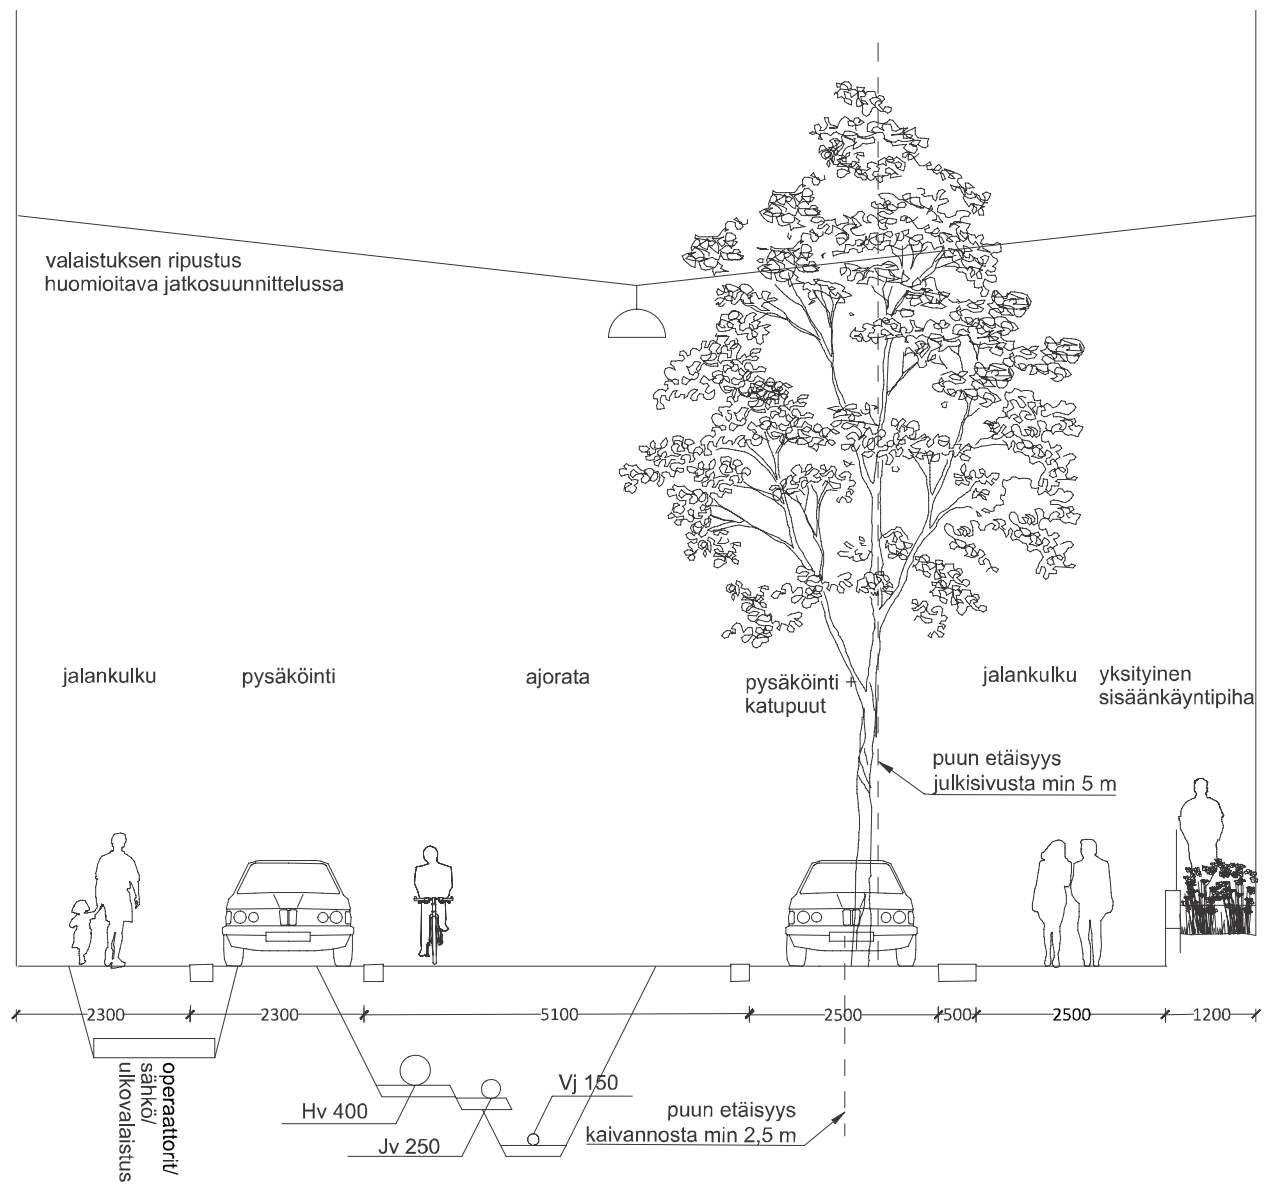 valaistuksen ripustus
huomioitava jatkosuunnittelussa
jalankulku
pysäköinti
ajorata
pysäköinti +
katupuut
jalankulku
yksityinen
sisäänkäyntipiha
puun etäisyys
julkisivusta min 5 m
2300
2300
5100
2500
500
2500
1200
operaattorit/
sähkö/
ulkovalaistus
Hv 400
Jv 250
Vj 150
puun etäisyys
kaivannosta min 2,5 m